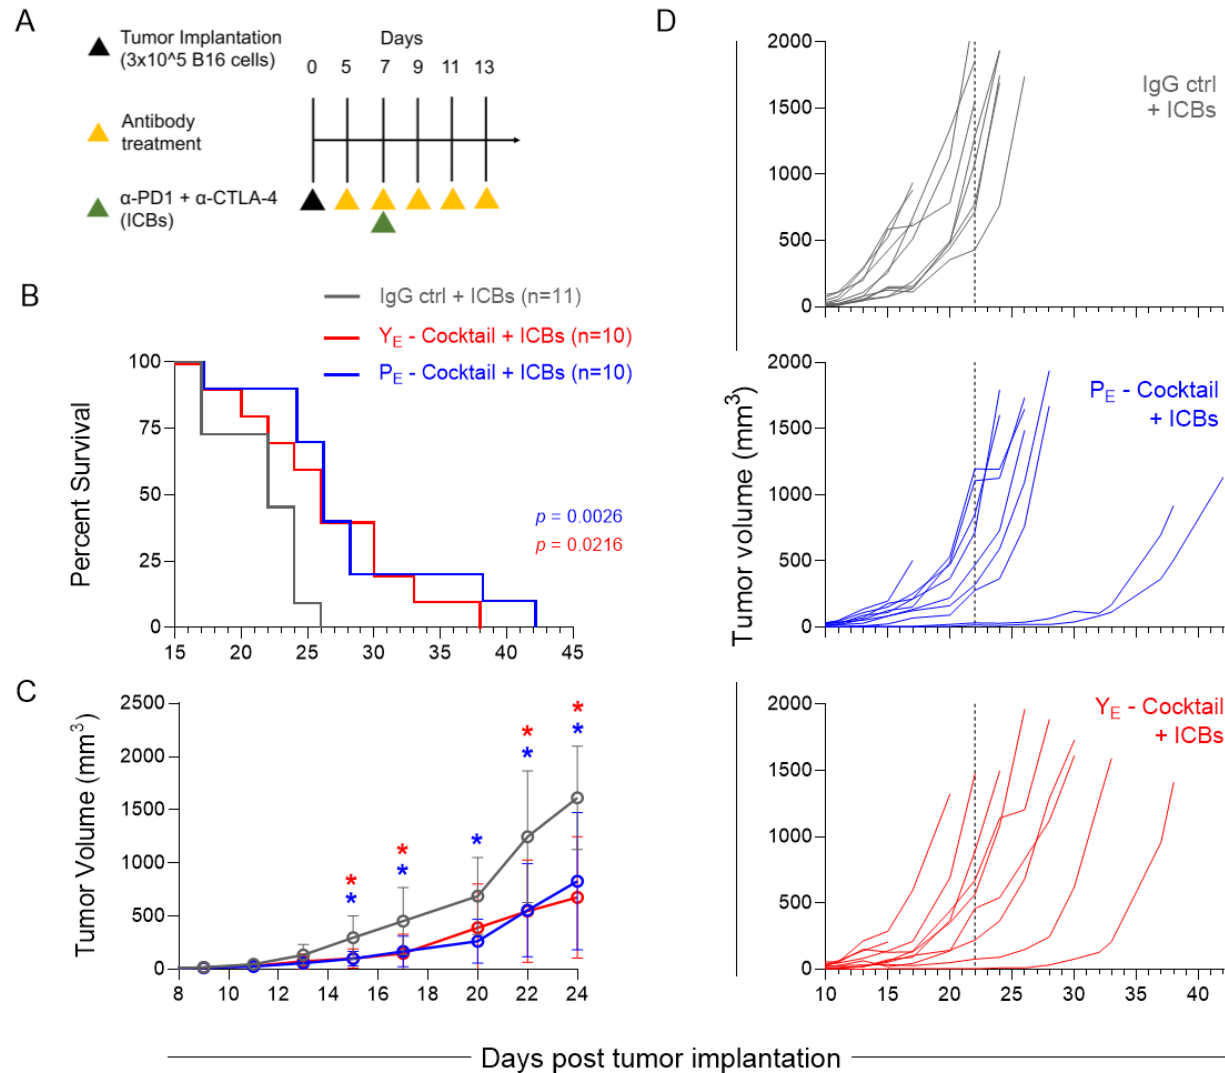 A
Tumor Implantation
(3x10^5 B16 cells)
Antibody
treatment
α-PD1 + α-CTLA-4
(ICBs)
Days
0 5 7 9 11 13
B
IgG ctrl + ICBs (n=11)
YE - Cocktail + ICBs (n=10)
PE - Cocktail + ICBs (n=10)
Percent Survival
100
75
50
25
0
p = 0.0026
p = 0.0216
15 20 25 30 35 40 45
C
Tumor Volume (mm3)
2500
2000
1500
1000
500
0
* * * * *
* * * *
8 10 12 14 16 18 20 22 24
D
Tumor volume (mm3)
2000
1500
1000
500
0
IgG ctrl
+ ICBs
2000
1500
1000
500
0
PE - Cocktail
+ ICBs
2000
1500
1000
500
0
YE - Cocktail
+ ICBs
10 15 20 25 30 35 40
Days post tumor implantation